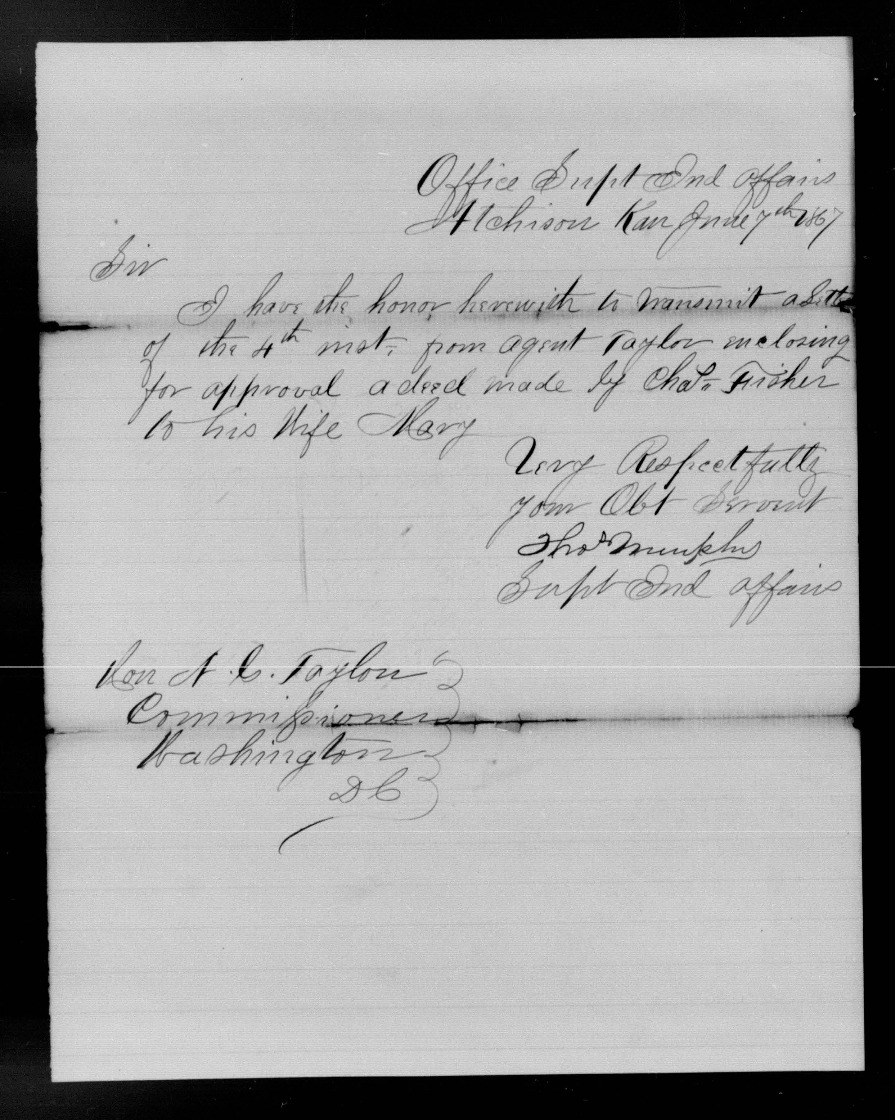 Office Supt Ind affairs
Atchison Kan June 7th 1867
Sir
I have the honor herewith to transmit a Letter
of the 4th inst. from agent Taylor enclosing
for approval a deed made by Chas. Fisher
to his Wife Mary
Very Respectfully
your Obt Servent
Thos Murphy
Supt Ind affairs
Hon N. G. Taylor
Commissioner
Washington
DC